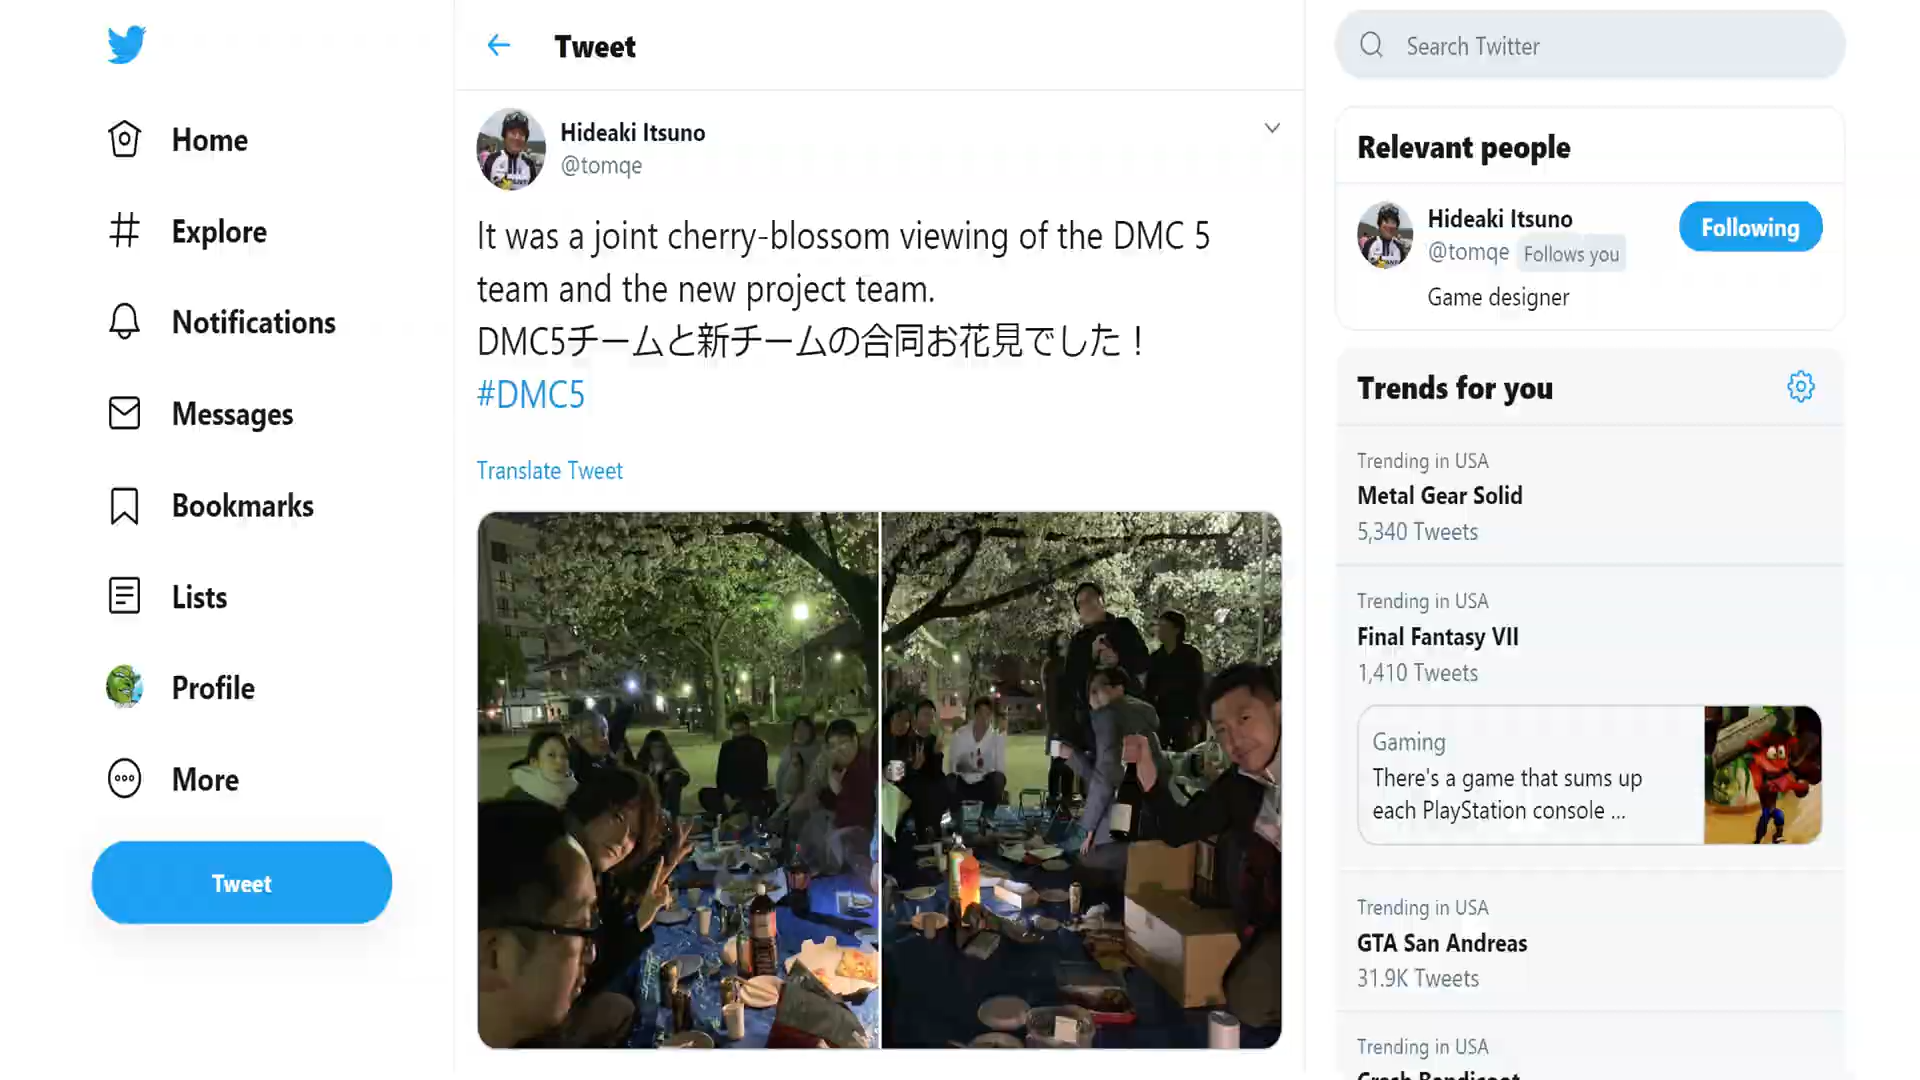 Home
Explore
Notifications
Messages
Bookmarks
Lists
Profile
More
Tweet
Tweet
Hideaki Itsuno
@tomqe
It was a joint cherry-blossom viewing of the DMC 5
team and the new project team.
DMC5チームと新チームの合同お花見でした！
#DMC5
Translate Tweet
Search Twitter
Relevant people
Hideaki Itsuno
@tomqe Follows you
Following
Game designer
Trends for you
Trending in USA
Metal Gear Solid
5,340 Tweets
Trending in USA
Final Fantasy VII
1,410 Tweets
Gaming
There's a game that sums up
each PlayStation console ...
Trending in USA
GTA San Andreas
31.9K Tweets
Trending in USA
Crash Bandicoot